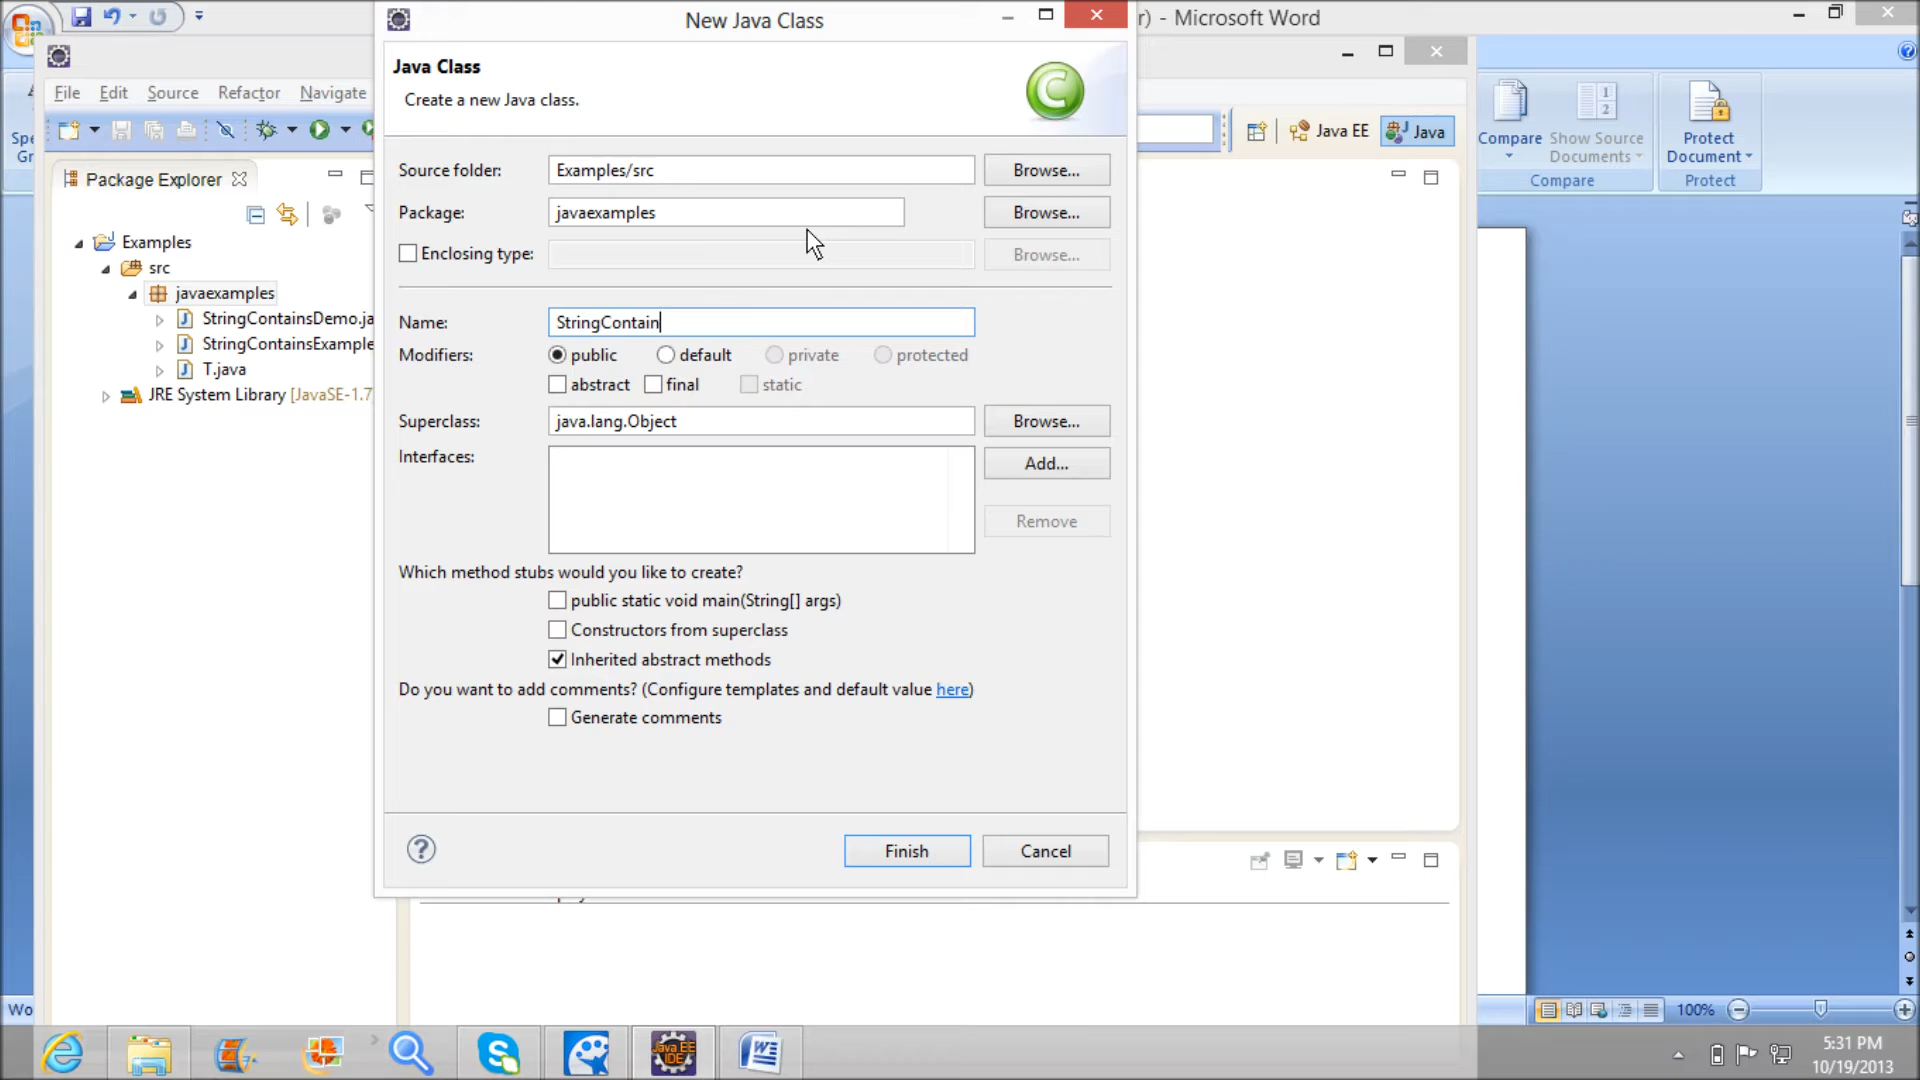 r) - Microsoft Word
New Java Class
Java Class
Create a new Java class.
File Edit Source Refactor Navigate
Java EE Java
Package Explorer
Examples
src
javaexamples
StringContainsDemo.ja
StringContainsExample
T.java
JRE System Library [JavaSE-1.7
Source folder: Examples/src Browse...
Package: javaexamples Browse...
Enclosing type: Browse...
Name: StringContain
Modifiers: public default private protected
abstract final static
Superclass: java.lang.Object Browse...
Interfaces: Add...
Remove
Which method stubs would you like to create?
public static void main(String[] args)
Constructors from superclass
Inherited abstract methods
Do you want to add comments? (Configure templates and default value here)
Generate comments
Finish Cancel
Compare Show Source Documents
Protect Document
Compare Protect
Spe
Gr
Wo
100%
Java EE
IDE
5:31 PM
10/19/2013